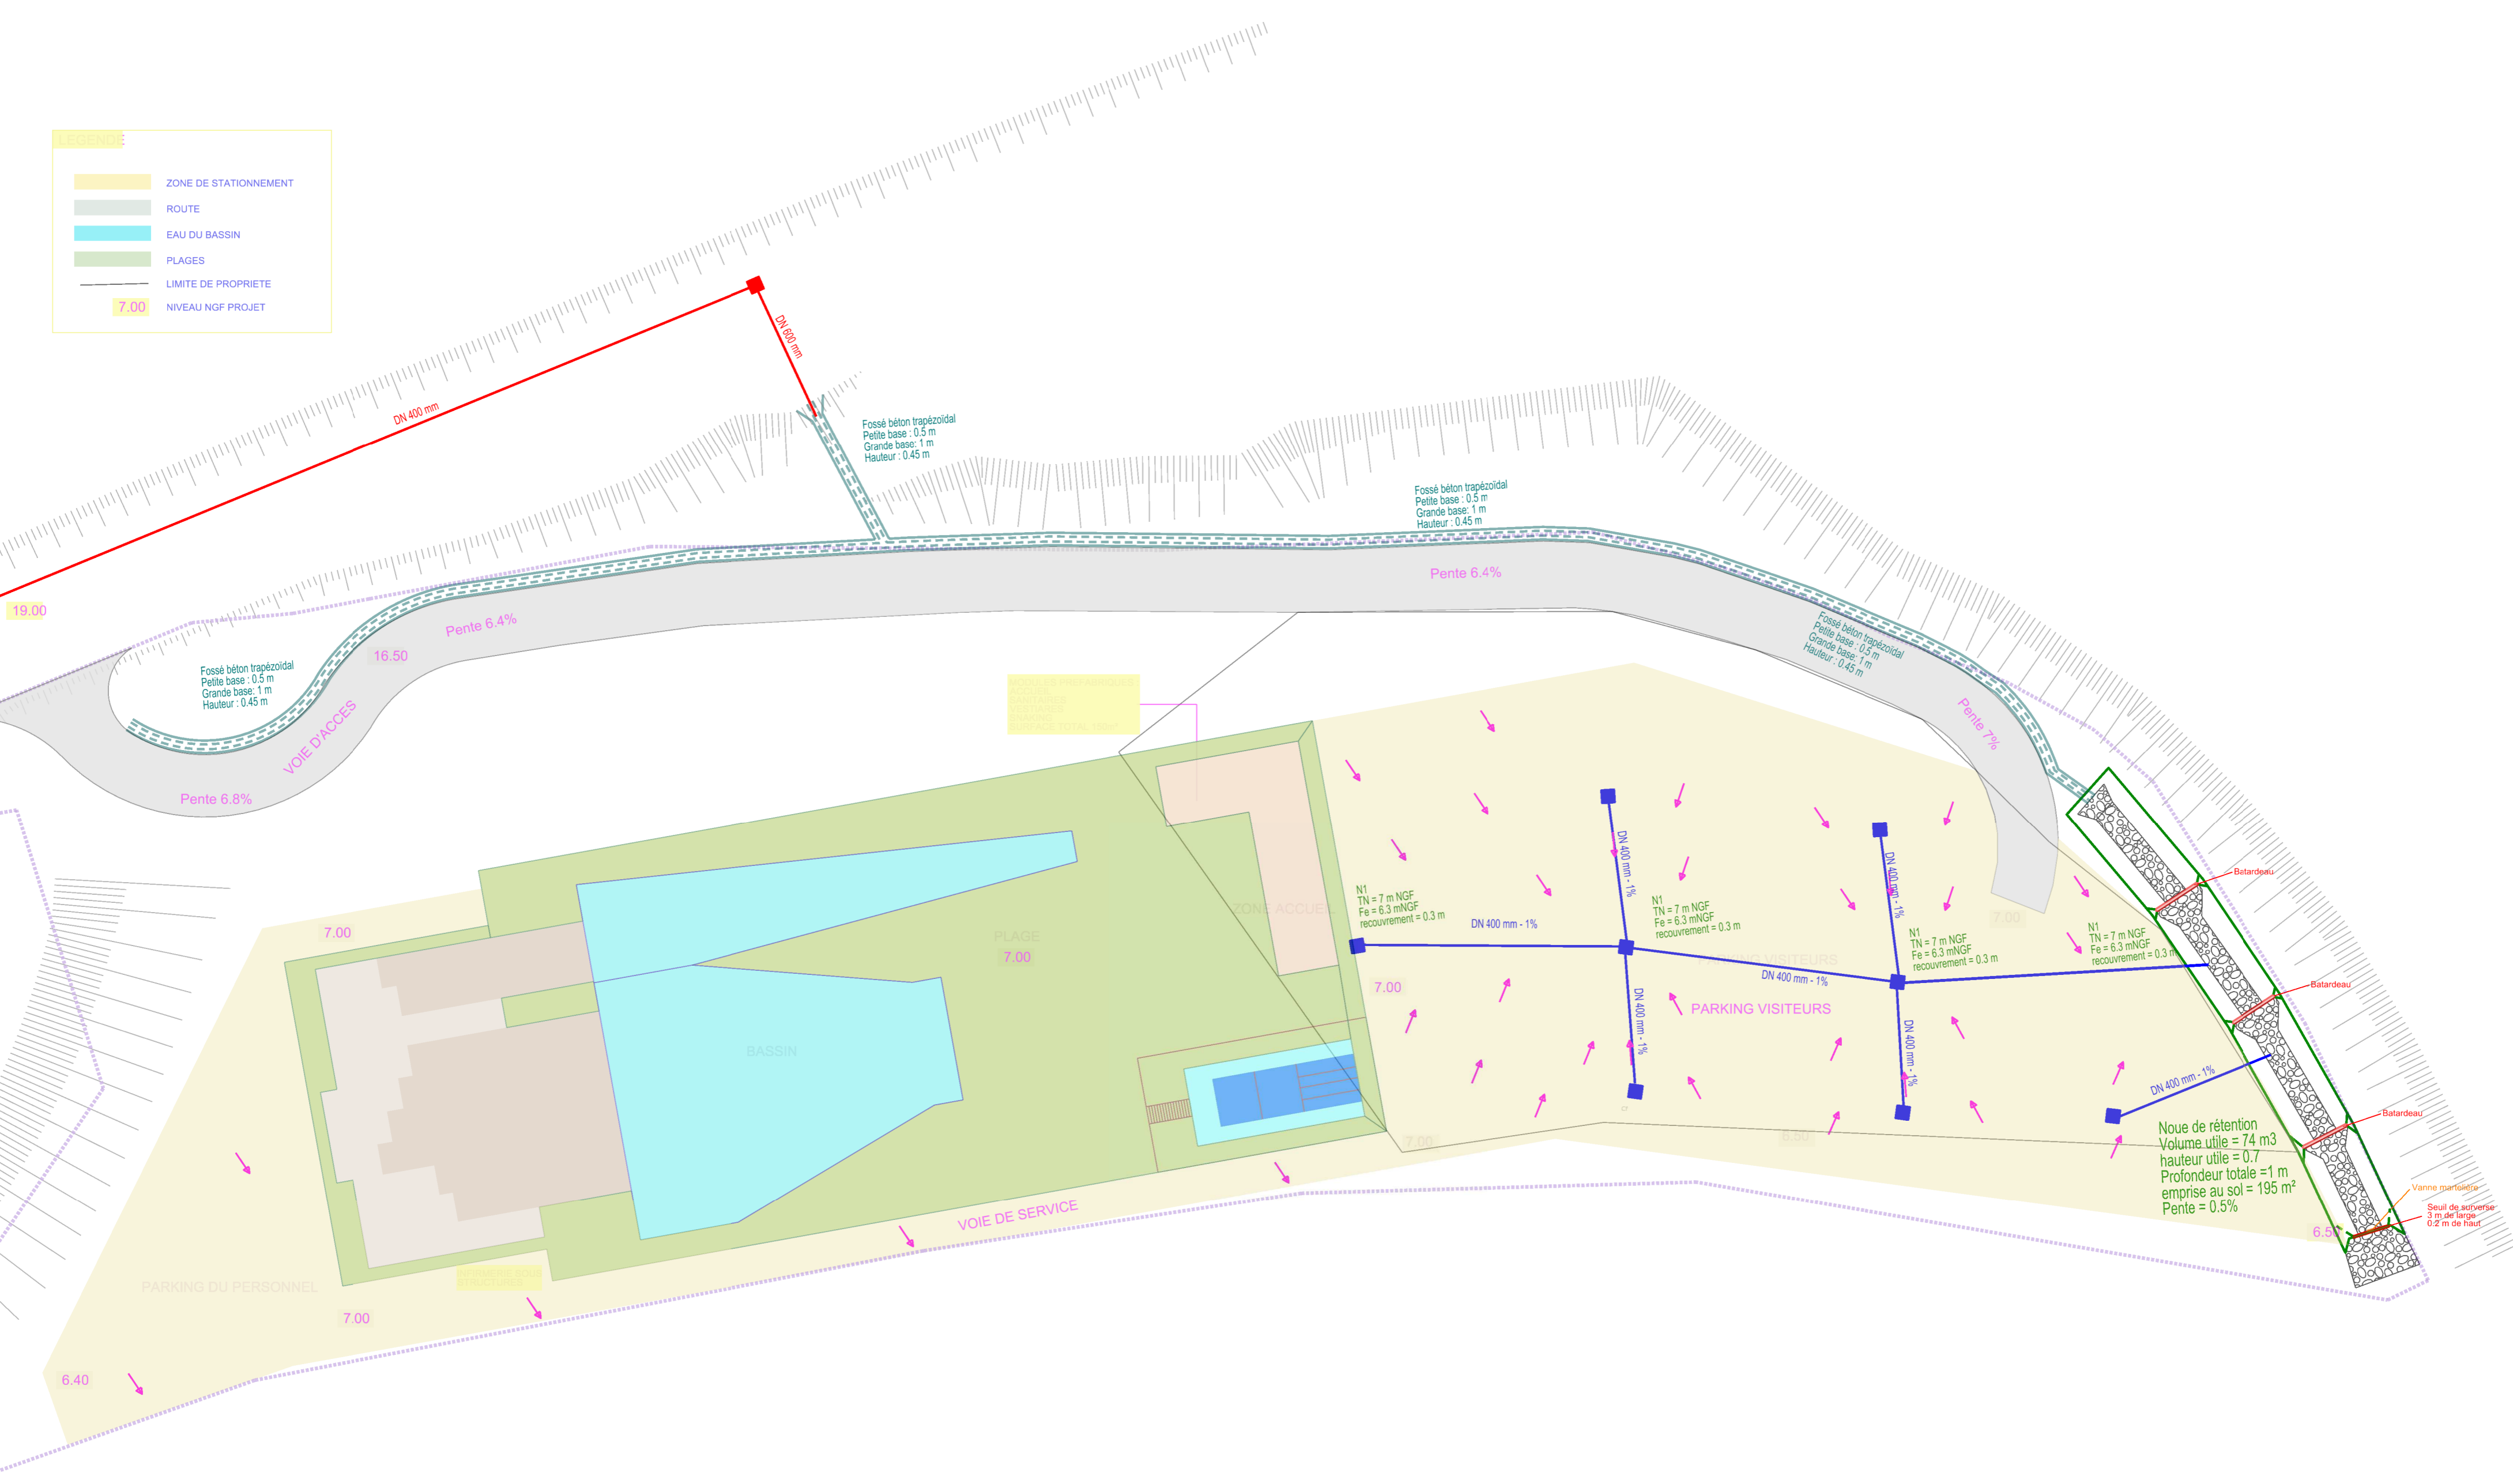 LEGENDE
ZONE DE STATIONNEMENT
ROUTE
EAU DU BASSIN
PLAGES
LIMITE DE PROPRIETE
7.00
NIVEAU NGF PROJET
DN 400 mm
DN 600 mm
Fossé béton trapézoïdal
Petite base : 0.5 m
Grande base: 1 m
Hauteur : 0.45 m
Fossé béton trapézoïdal
Petite base : 0.5 m
Grande base: 1 m
Hauteur : 0.45 m
19.00
Pente 6.4%
16.50
Pente 6.4%
Fossé béton trapézoïdal
Petite base : 0.5 m
Grande base: 1 m
Hauteur : 0.45 m
Fossé béton trapézoïdal
Petite base : 0.5 m
Grande base: 1 m
Hauteur : 0.45 m
VOIE D'ACCES
Pente 6.8%
Pente 7%
ZONE ACCUEIL
PLAGE
7.00
7.00
BASSIN
N1
TN = 7 m NGF
Fe = 6.3 mNGF
recouvrement = 0.3 m
DN 400 mm - 1%
DN 400 mm - 1%
N1
TN = 7 m NGF
Fe = 6.3 mNGF
recouvrement = 0.3 m
DN 400 mm - 1%
N1
TN = 7 m NGF
Fe = 6.3 mNGF
recouvrement = 0.3 m
7.00
N1
TN = 7 m NGF
Fe = 6.3 mNGF
recouvrement = 0.3 m
Batardeau
Batardeau
Batardeau
7.00
PARKING VISITEURS
DN 400 mm - 1%
PARKING VISITEURS
DN 400 mm - 1%
DN 400 mm - 1%
DN 400 mm - 1%
7.00
6.50
Noue de rétention
Volume utile = 74 m3
hauteur utile = 0.7
Profondeur totale =1 m
emprise au sol = 195 m²
Pente = 0.5%
Vanne martelière
Seuil de surverse
3 m de large
0.2 m de haut
6.50
VOIE DE SERVICE
PARKING DU PERSONNEL
7.00
6.40